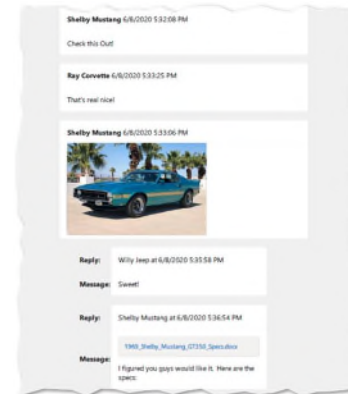 Shelby Mustang 6/8/2020 5:32:08 PM
Check this Out!
Ray Corvette 6/8/2020 5:33:25 PM
That's real nice!
Shelby Mustang 6/8/2020 5:33:06 PM
Reply: Willy Jeep at 6/8/2020 5:35:58 PM
Message: Sweet!
Reply: Shelby Mustang at 6/8/2020 5:36:54 PM
1969_Shelby_Mustang_GT350_Specs.docx
Message:
I figured you guys would like it. Here are the
specs: